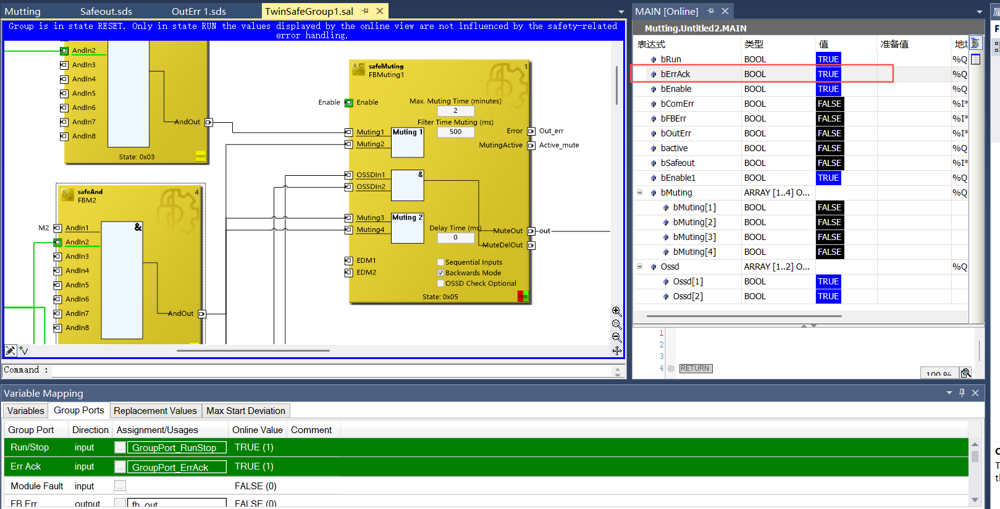 Mutting
Safeout.sds
OutErr 1.sds
TwinSafeGroup1.sal
MAIN [Online]
Group is in state RESET. Only in state RUN the values displayed by the online view are not influenced by the safety-related
error handling.
AndIn2
AndIn3
AndIn4
AndIn5
AndIn6
AndIn7
AndIn8
AndOut
State: 0x03
safeAnd
FBM2
4
M2
AndIn1
&
AndIn2
AndIn3
AndIn4
AndIn5
AndIn6
AndIn7
AndIn8
AndOut
safeMuting
FBMuting1
1
Enable
Enable
Max. Muting Time (minutes)
2
Filter Time Muting (ms)
500
Muting1
Muting2
Muting 1
Error
Out_err
MutingActive
Active_mute
OSSDIn1
OSSDIn2
&
Muting3
Muting4
Muting 2
Delay Time (ms)
0
MuteOut
out
MuteDelOut
EDM1
EDM2
Sequential Inputs
Backwards Mode
OSSD Check Optional
State: 0x05
Command :
Mutting.Untitled2.MAIN
表达式 类型 值 准备值
bRun BOOL TRUE %Q
bErrAck BOOL TRUE %Q
bEnable BOOL TRUE %Q
bComErr BOOL FALSE %I*
bFBErr BOOL FALSE %I*
bOutErr BOOL FALSE %I*
bactive BOOL FALSE %Q
bSafeout BOOL FALSE %I*
bEnable1 BOOL TRUE %Q
bMuting ARRAY [1..4] O... %Q
bMuting[1] BOOL FALSE
bMuting[2] BOOL FALSE
bMuting[3] BOOL FALSE
bMuting[4] BOOL FALSE
Ossd ARRAY [1..2] O... %Q
Ossd[1] BOOL TRUE
Ossd[2] BOOL TRUE
1
2
3
4 RETURN
100 %
Variable Mapping
Variables Group Ports Replacement Values Max Start Deviation
Group Port Direction Assignment/Usages Online Value Comment
Run/Stop input ... GroupPort_RunStop TRUE (1)
Err Ack input ... GroupPort_ErrAck TRUE (1)
Module Fault input ... FALSE (0)
FB Err output fb_out FALSE (0)